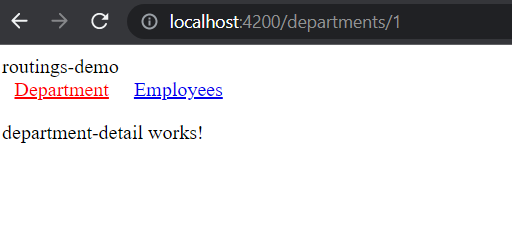 localhost:4200/departments/1
routings-demo
Department Employees
department-detail works!